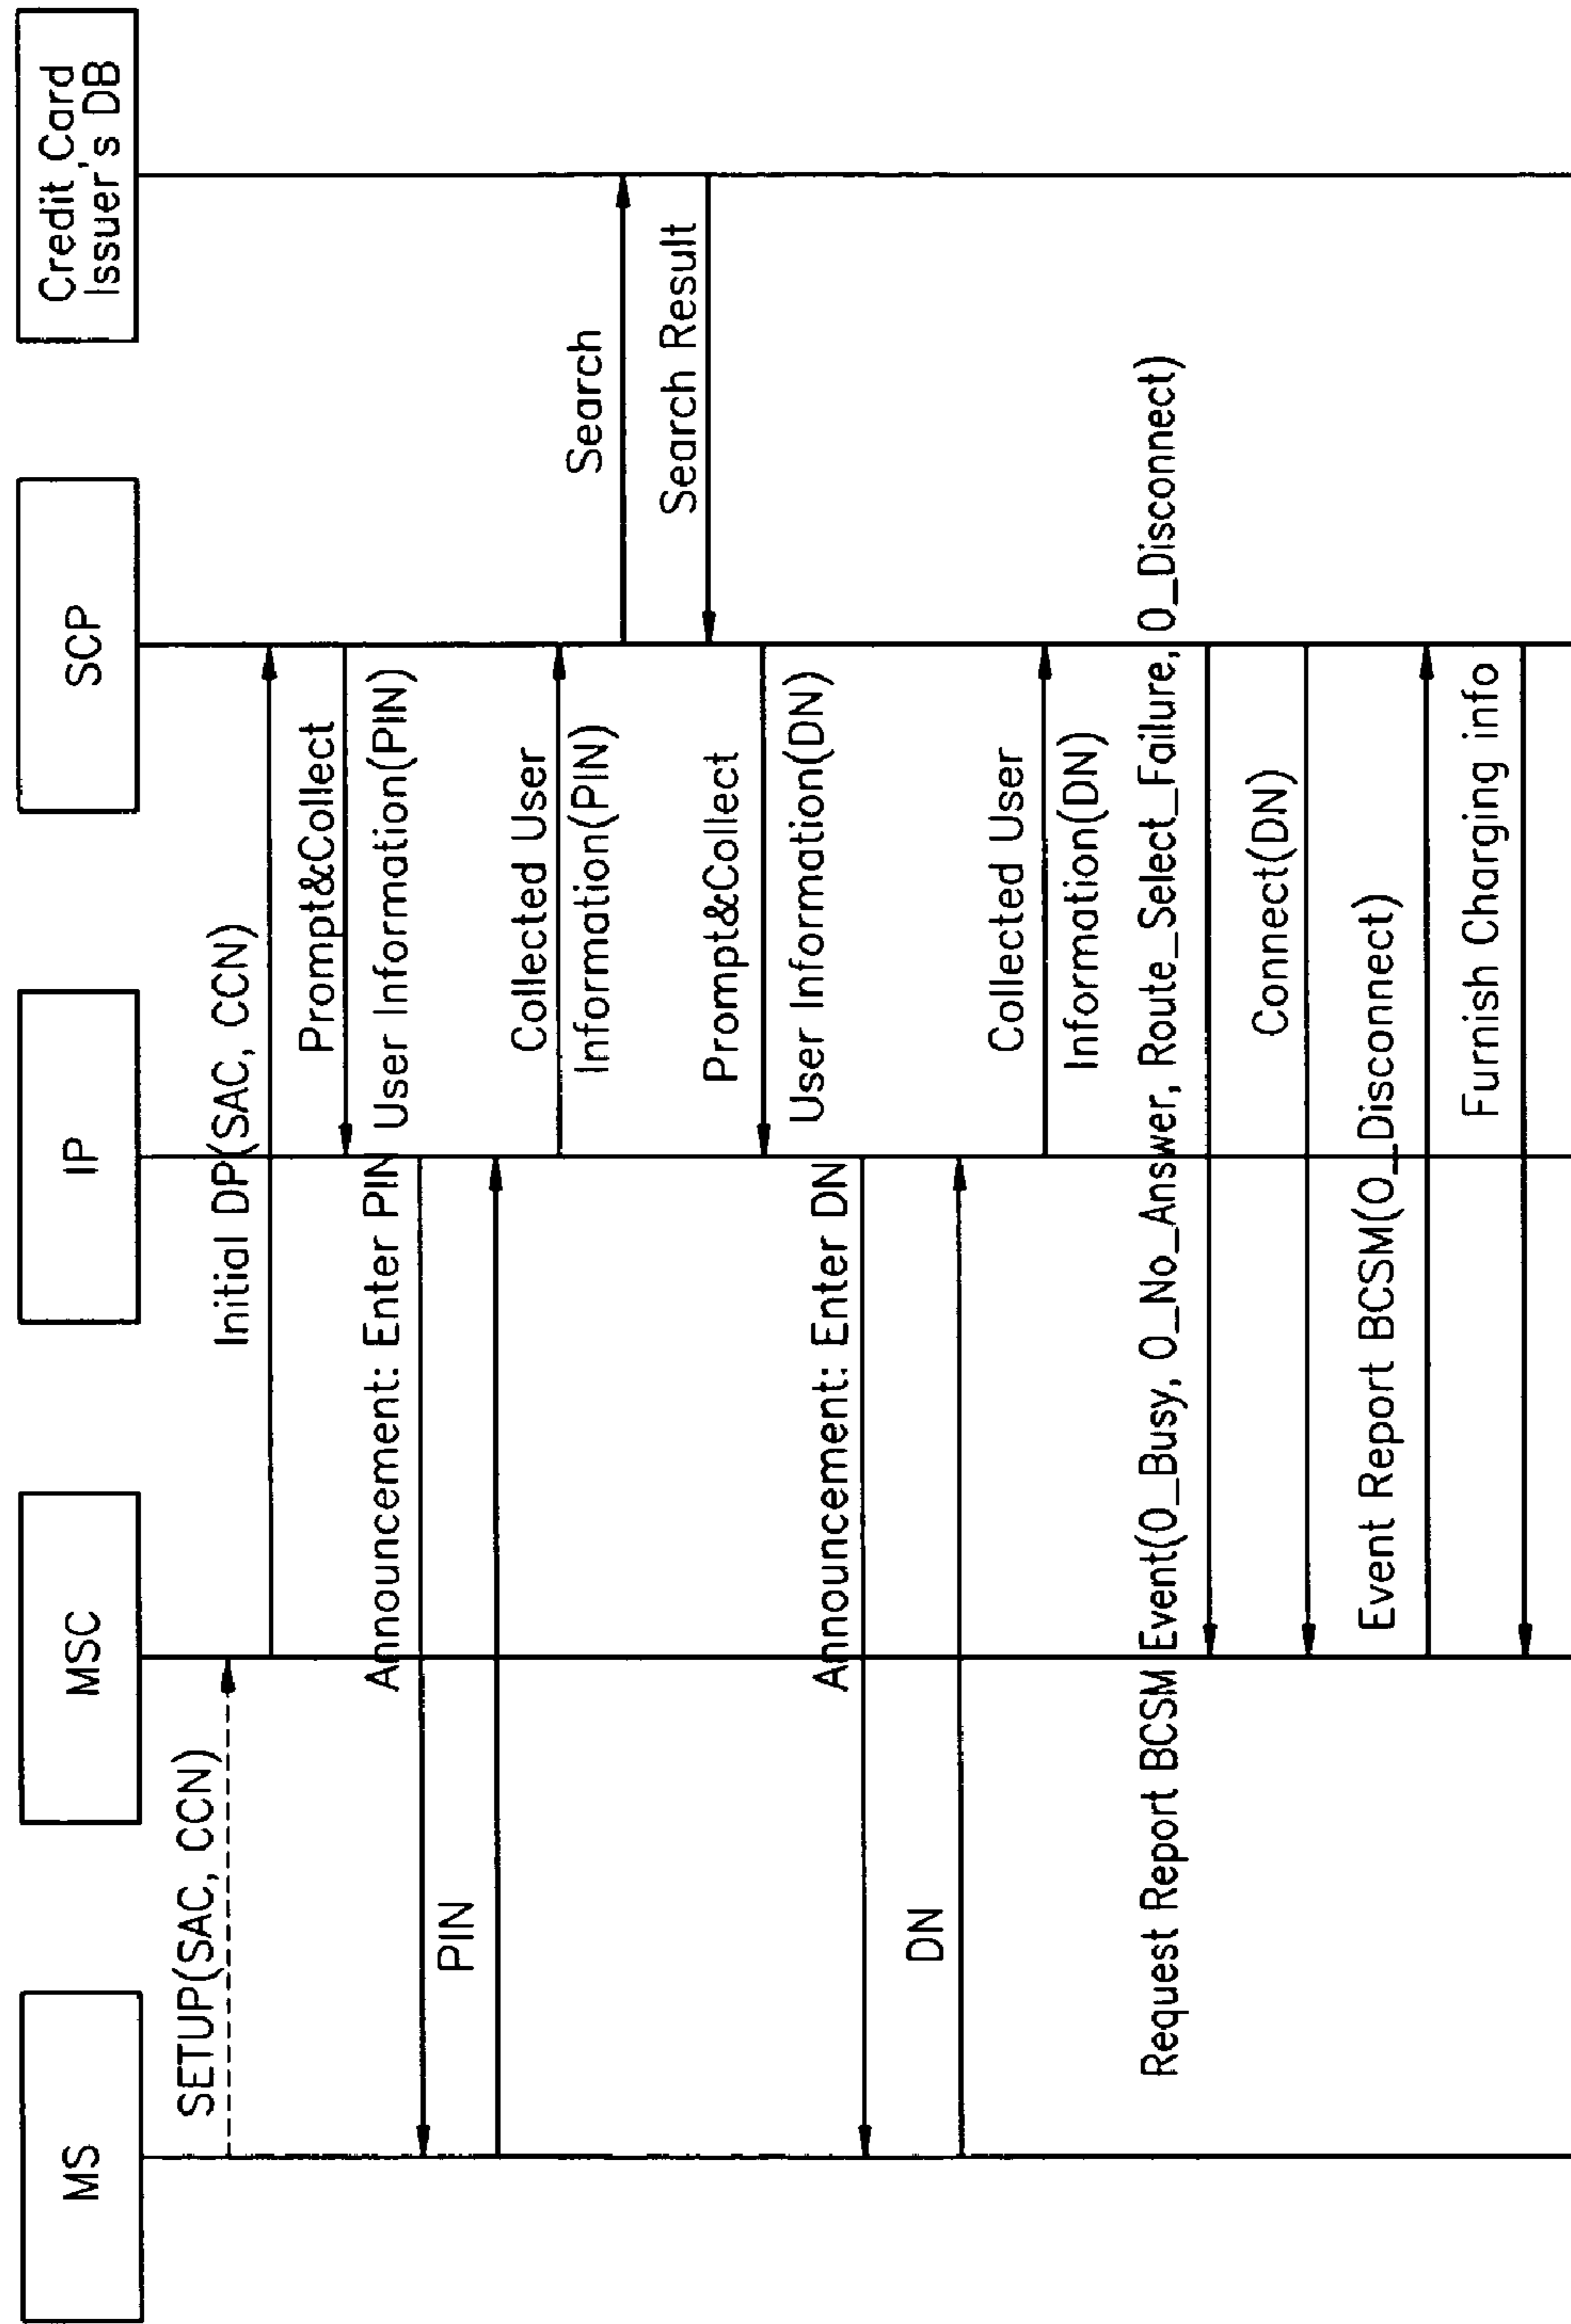 MS
MSC
IP
SCP
Credit Card
Issuer's DB
SETUP(SAC, CCN)
Initial DP(SAC, CCN)
Prompt&Collect
User Information(PIN)
Announcement: Enter PIN
PIN
Collected User
Information(PIN)
Search
Search Result
Prompt&Collect
User Information(DN)
Announcement: Enter DN
DN
Collected User
Information(DN)
Request Report BCSM Event(O_Busy, O_No_Answer, Route_Select_Failure, O_Disconnect)
Connect(DN)
Event Report BCSM(O_Disconnect)
Furnish Charging info